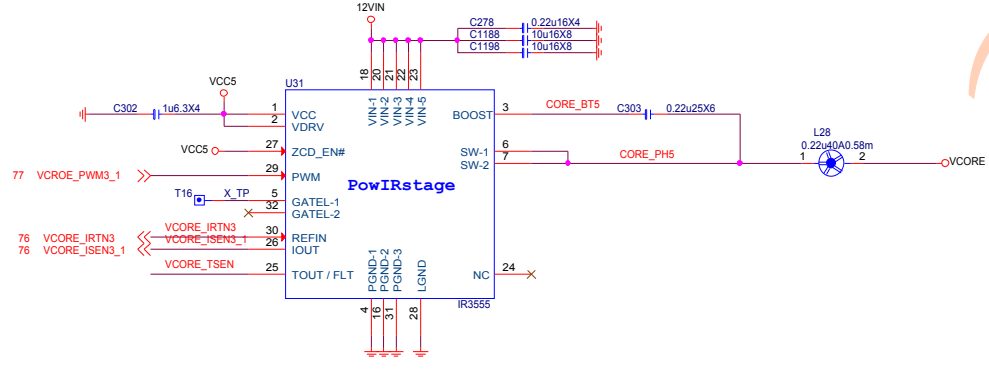 12VIN
C278 0.22u16X4
C1188 10u16X8
C1198 10u16X8
18 20 21 22 23
VCC5
U31
C302 1u6.3X4
1 VCC
2 VDRV
VIN-1 VIN-2 VIN-3 VIN-4 VIN-5
BOOST 3 CORE_BT5 C303 0.22u25X6
L28
0.22u40A0.58m
VCC5 27 ZCD_EN#
SW-1 6
SW-2 7 CORE_PH5 1 2 VCORE
77 VCROE_PWM3_1 29 PWM
PowIRstage
T16 X_TP 5 GATEL-1
32 GATEL-2
VCORE_IRTN3
76 VCORE_IRTN3 30 REFIN
VCORE_ISEN3_1
76 VCORE_ISEN3_1 26 IOUT
VCORE_TSEN 25 TOUT / FLT
PGND-1 PGND-2 PGND-3 LGND
NC 24
IR3555
4 16 31 28